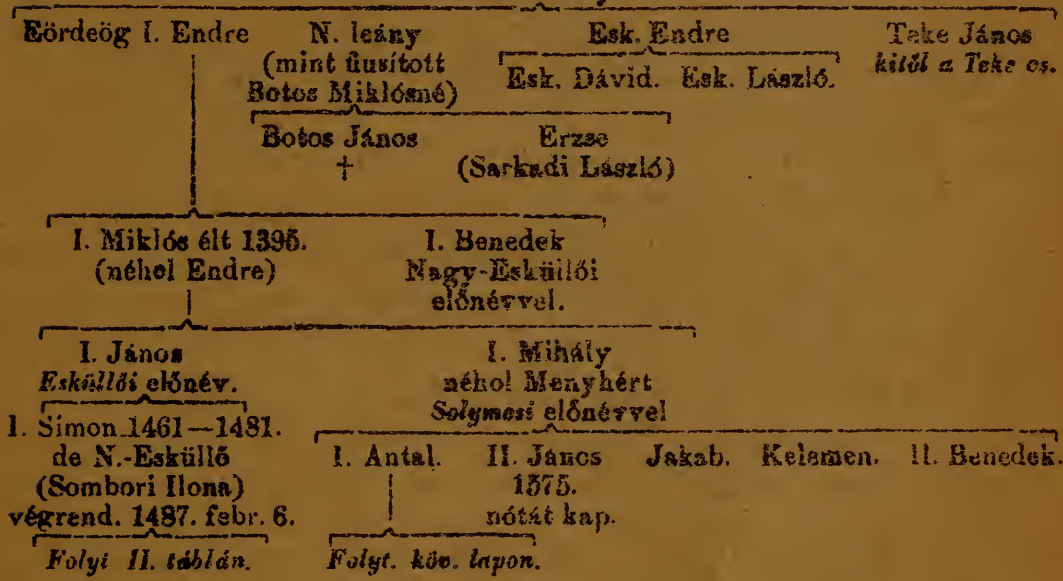 Eördeög I. Endre N. leány Esk. Endre Teke János
(mint fiusított kitől a Teke cs.
Botos Miklósné) Esk. Dávid. Esk. László.
Botos János Erzse
† (Sarkadi László)
I. Miklós élt 1395. I. Benedek
(néhol Endre) Nagy-Esküllői
előnévvel.
I. János I. Mihály
Esküllői előnév. néhol Menyhért
Solymosi előnévvel
I. Simon 1461—1481.
de N.-Esküllő I. Antal. II. János Jakab. Kelemen. II. Benedek.
(Sombori Ilona) 1575.
végrend. 1487. febr. 6. nótát kap.
Folyt II. táblán. Folyt. köv. lapon.